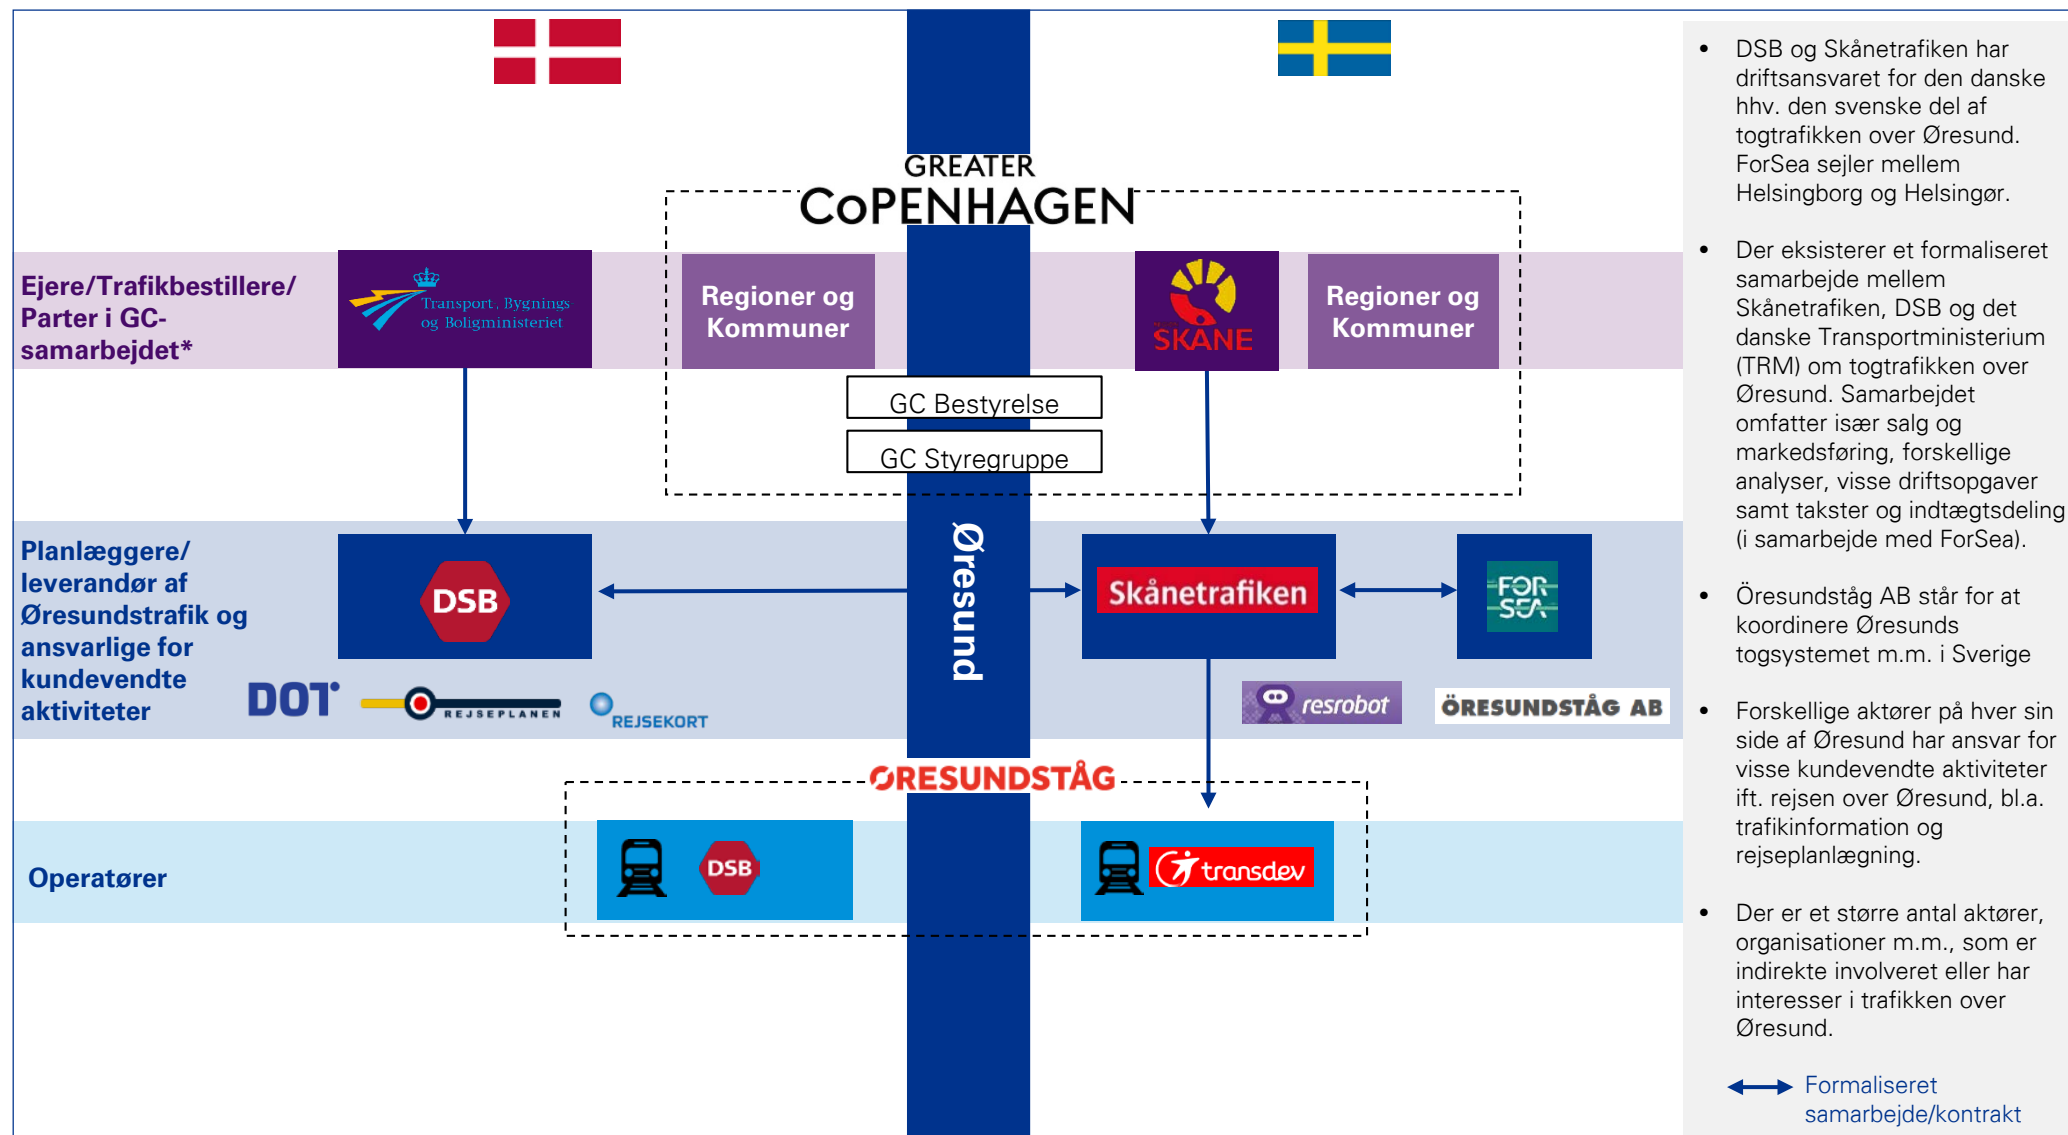 GREATER
COPENHAGEN
Ejere/Trafikbestillere/
Parter i GC-
samarbejdet*
Transport, Bygnings
og Boligministeriet
Regioner og
Kommuner
SKÅNE
Regioner og
Kommuner
GC Bestyrelse
GC Styregruppe
Planlæggere/
leverandør af
Øresundstrafik og
ansvarlige for
kundevendte
aktiviteter
DSB
Øresund
Skånetrafiken
FOR
SEA
DOT
REJSEPLANEN
REJSEKORT
resrobot
ÖRESUNDSTÅG AB
ØRESUNDSTÅG
Operatører
DSB
transdev
• DSB og Skånetrafiken har
driftsansvaret for den danske
hhv. den svenske del af
togtrafikken over Øresund.
ForSea sejler mellem
Helsingborg og Helsingør.
• Der eksisterer et formaliseret
samarbejde mellem
Skånetrafiken, DSB og det
danske Transportministerium
(TRM) om togtrafikken over
Øresund. Samarbejdet
omfatter især salg og
markedsføring, forskellige
analyser, visse driftsopgaver
samt takster og indtægtsdeling
(i samarbejde med ForSea).
• Öresundståg AB står for at
koordinere Øresunds
togsystemet m.m. i Sverige
• Forskellige aktører på hver sin
side af Øresund har ansvar for
visse kundevendte aktiviteter
ift. rejsen over Øresund, bl.a.
trafikinformation og
rejseplanlægning.
• Der er et større antal aktører,
organisationer m.m., som er
indirekte involveret eller har
interesser i trafikken over
Øresund.
Formaliseret
samarbejde/kontrakt